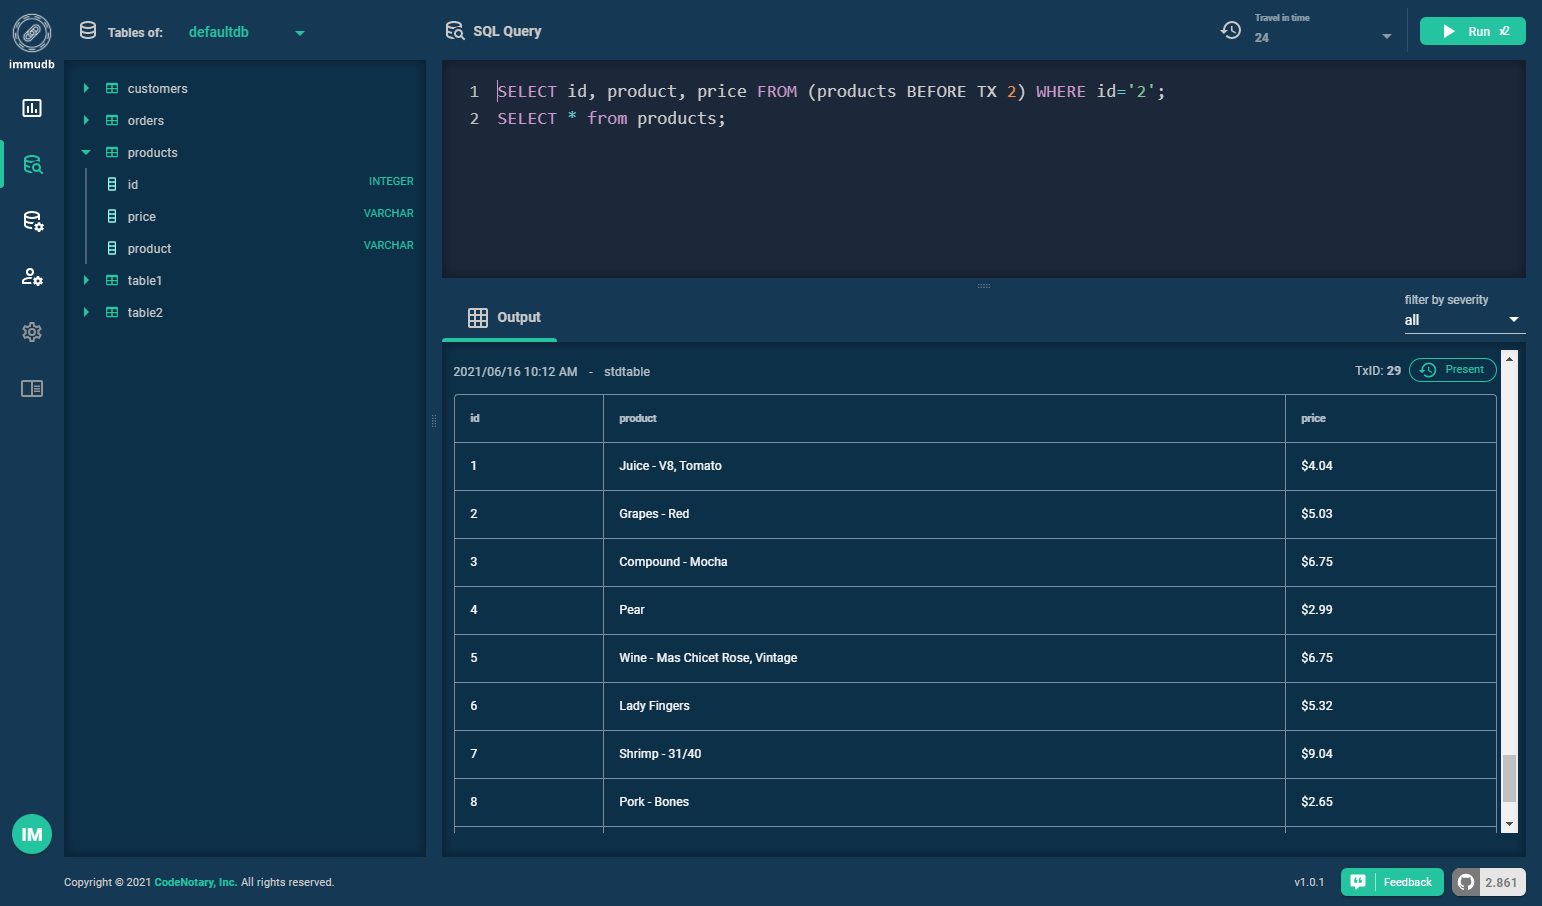 immudb
Tables of:
defaultdb
customers
orders
products
id
INTEGER
price
VARCHAR
product
VARCHAR
table1
table2
IM
SQL Query
Travel in time
24
Run x2
1 SELECT id, product, price FROM (products BEFORE TX 2) WHERE id='2';
2 SELECT * from products;
Output
filter by severity
all
2021/06/16 10:12 AM - stdtable
TxID: 29
Present
id product price
1 Juice - V8, Tomato $4.04
2 Grapes - Red $5.03
3 Compound - Mocha $6.75
4 Pear $2.99
5 Wine - Mas Chicet Rose, Vintage $6.75
6 Lady Fingers $5.32
7 Shrimp - 31/40 $9.04
8 Pork - Bones $2.65
Copyright © 2021 CodeNotary, Inc. All rights reserved.
v1.0.1
Feedback
2.861